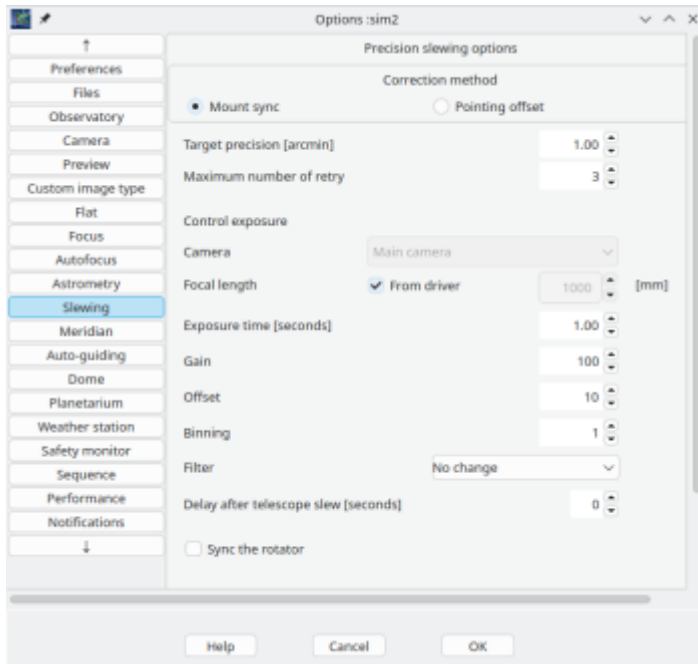 Options :sim2
↑
Preferences
Files
Observatory
Camera
Preview
Custom image type
Flat
Focus
Autofocus
Astrometry
Slewing
Meridian
Auto-guiding
Dome
Planetarium
Weather station
Safety monitor
Sequence
Performance
Notifications
↓
Precision slewing options
Correction method
Mount sync Pointing offset
Target precision [arcmin] 1.00
Maximum number of retry 3
Control exposure
Camera Main camera
Focal length From driver 1000 [mm]
Exposure time [seconds] 1.00
Gain 100
Offset 10
Binning 1
Filter No change
Delay after telescope slew [seconds] 0
Sync the rotator
Help Cancel OK